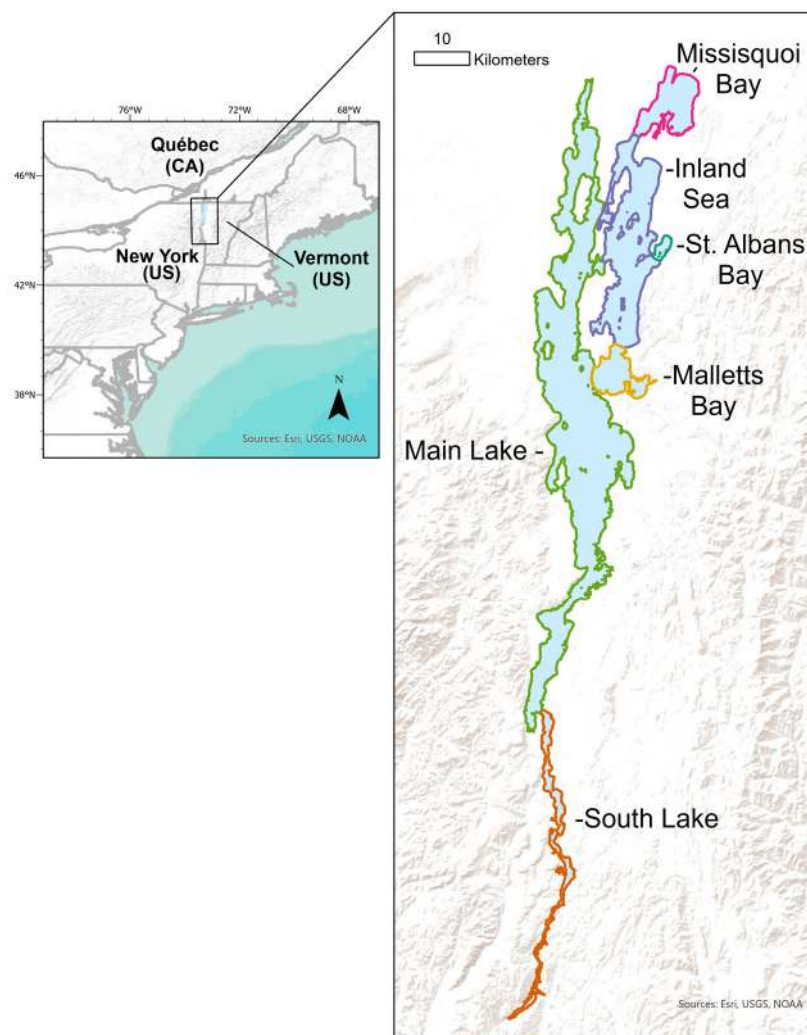 76°W
72°W
68°W
46°N
42°N
38°N
Québec
(CA)
New York
(US)
Vermont
(US)
N
Sources: Esri, USGS, NOAA
10
Kilometers
Missisquoi
Bay
-Inland
Sea
-St. Albans
Bay
-Malletts
Bay
Main Lake -
-South Lake
Sources: Esri, USGS, NOAA